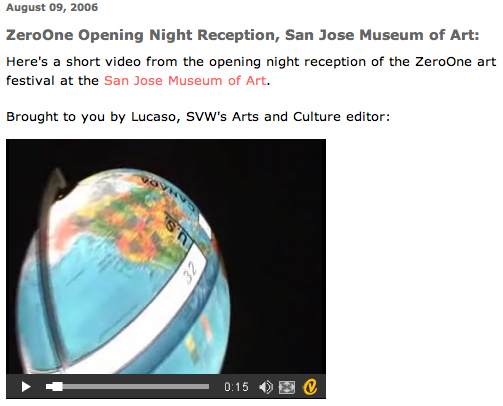 August 09, 2006
ZeroOne Opening Night Reception, San Jose Museum of Art:
Here's a short video from the opening night reception of the ZeroOne art
festival at the San Jose Museum of Art.
Brought to you by Lucaso, SVW's Arts and Culture editor:
CANADA
U.S.
32
0:15